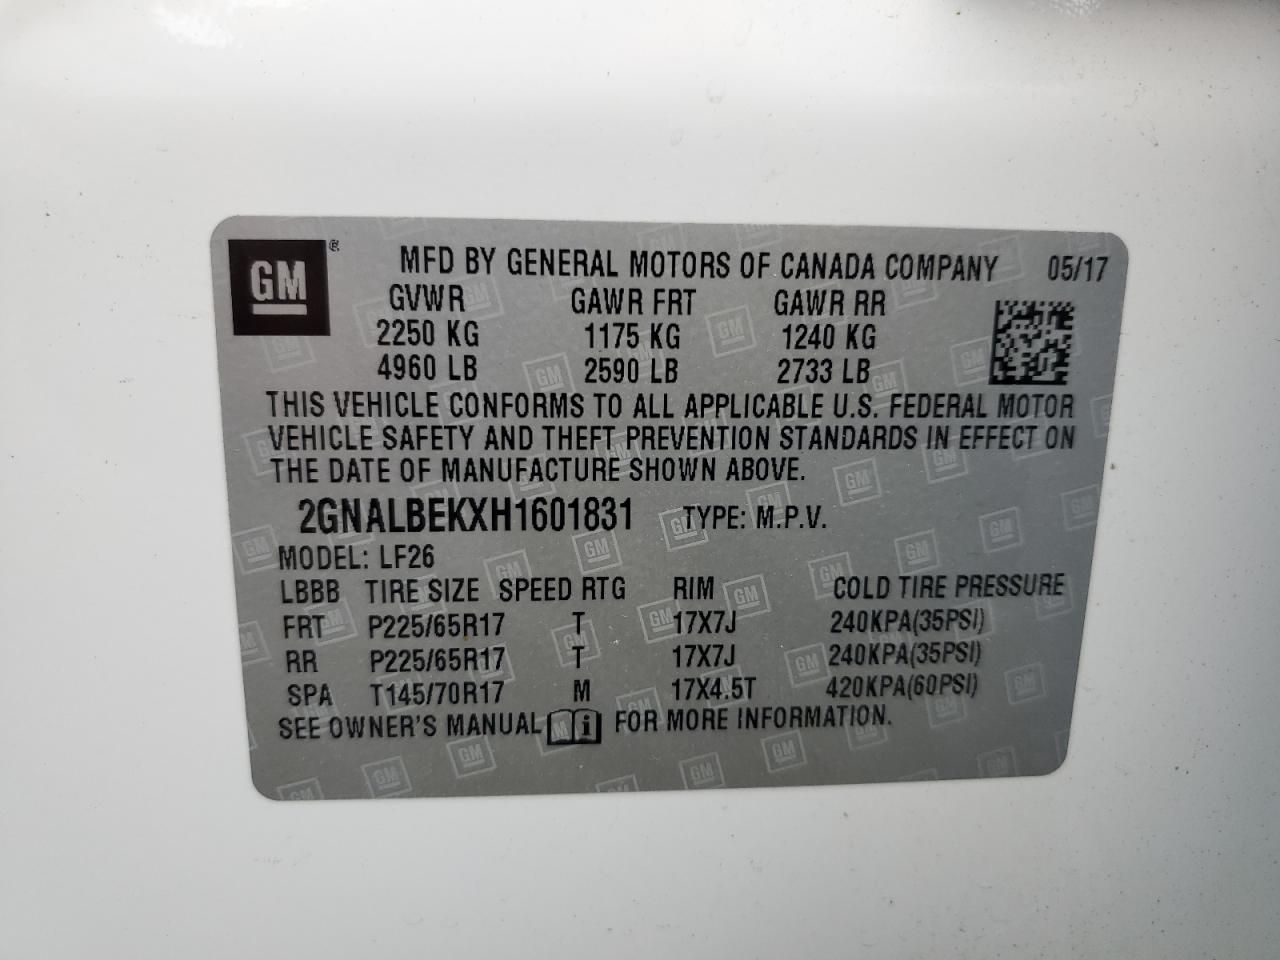 GM ® MFD BY GENERAL MOTORS OF CANADA COMPANY 05/17
GVWR GAWR FRT GAWR RR
2250 KG 1175 KG 1240 KG
4960 LB 2590 LB 2733 LB
THIS VEHICLE CONFORMS TO ALL APPLICABLE U.S. FEDERAL MOTOR
VEHICLE SAFETY AND THEFT PREVENTION STANDARDS IN EFFECT ON
THE DATE OF MANUFACTURE SHOWN ABOVE.
2GNALBEKXH1601831 TYPE: M.P.V.
MODEL: LF26
LBBB TIRE SIZE SPEED RTG RIM COLD TIRE PRESSURE
FRT P225/65R17 T 17X7J 240KPA(35PSI)
RR P225/65R17 T 17X7J 240KPA(35PSI)
SPA T145/70R17 M 17X4.5T 420KPA(60PSI)
SEE OWNER'S MANUAL i FOR MORE INFORMATION.